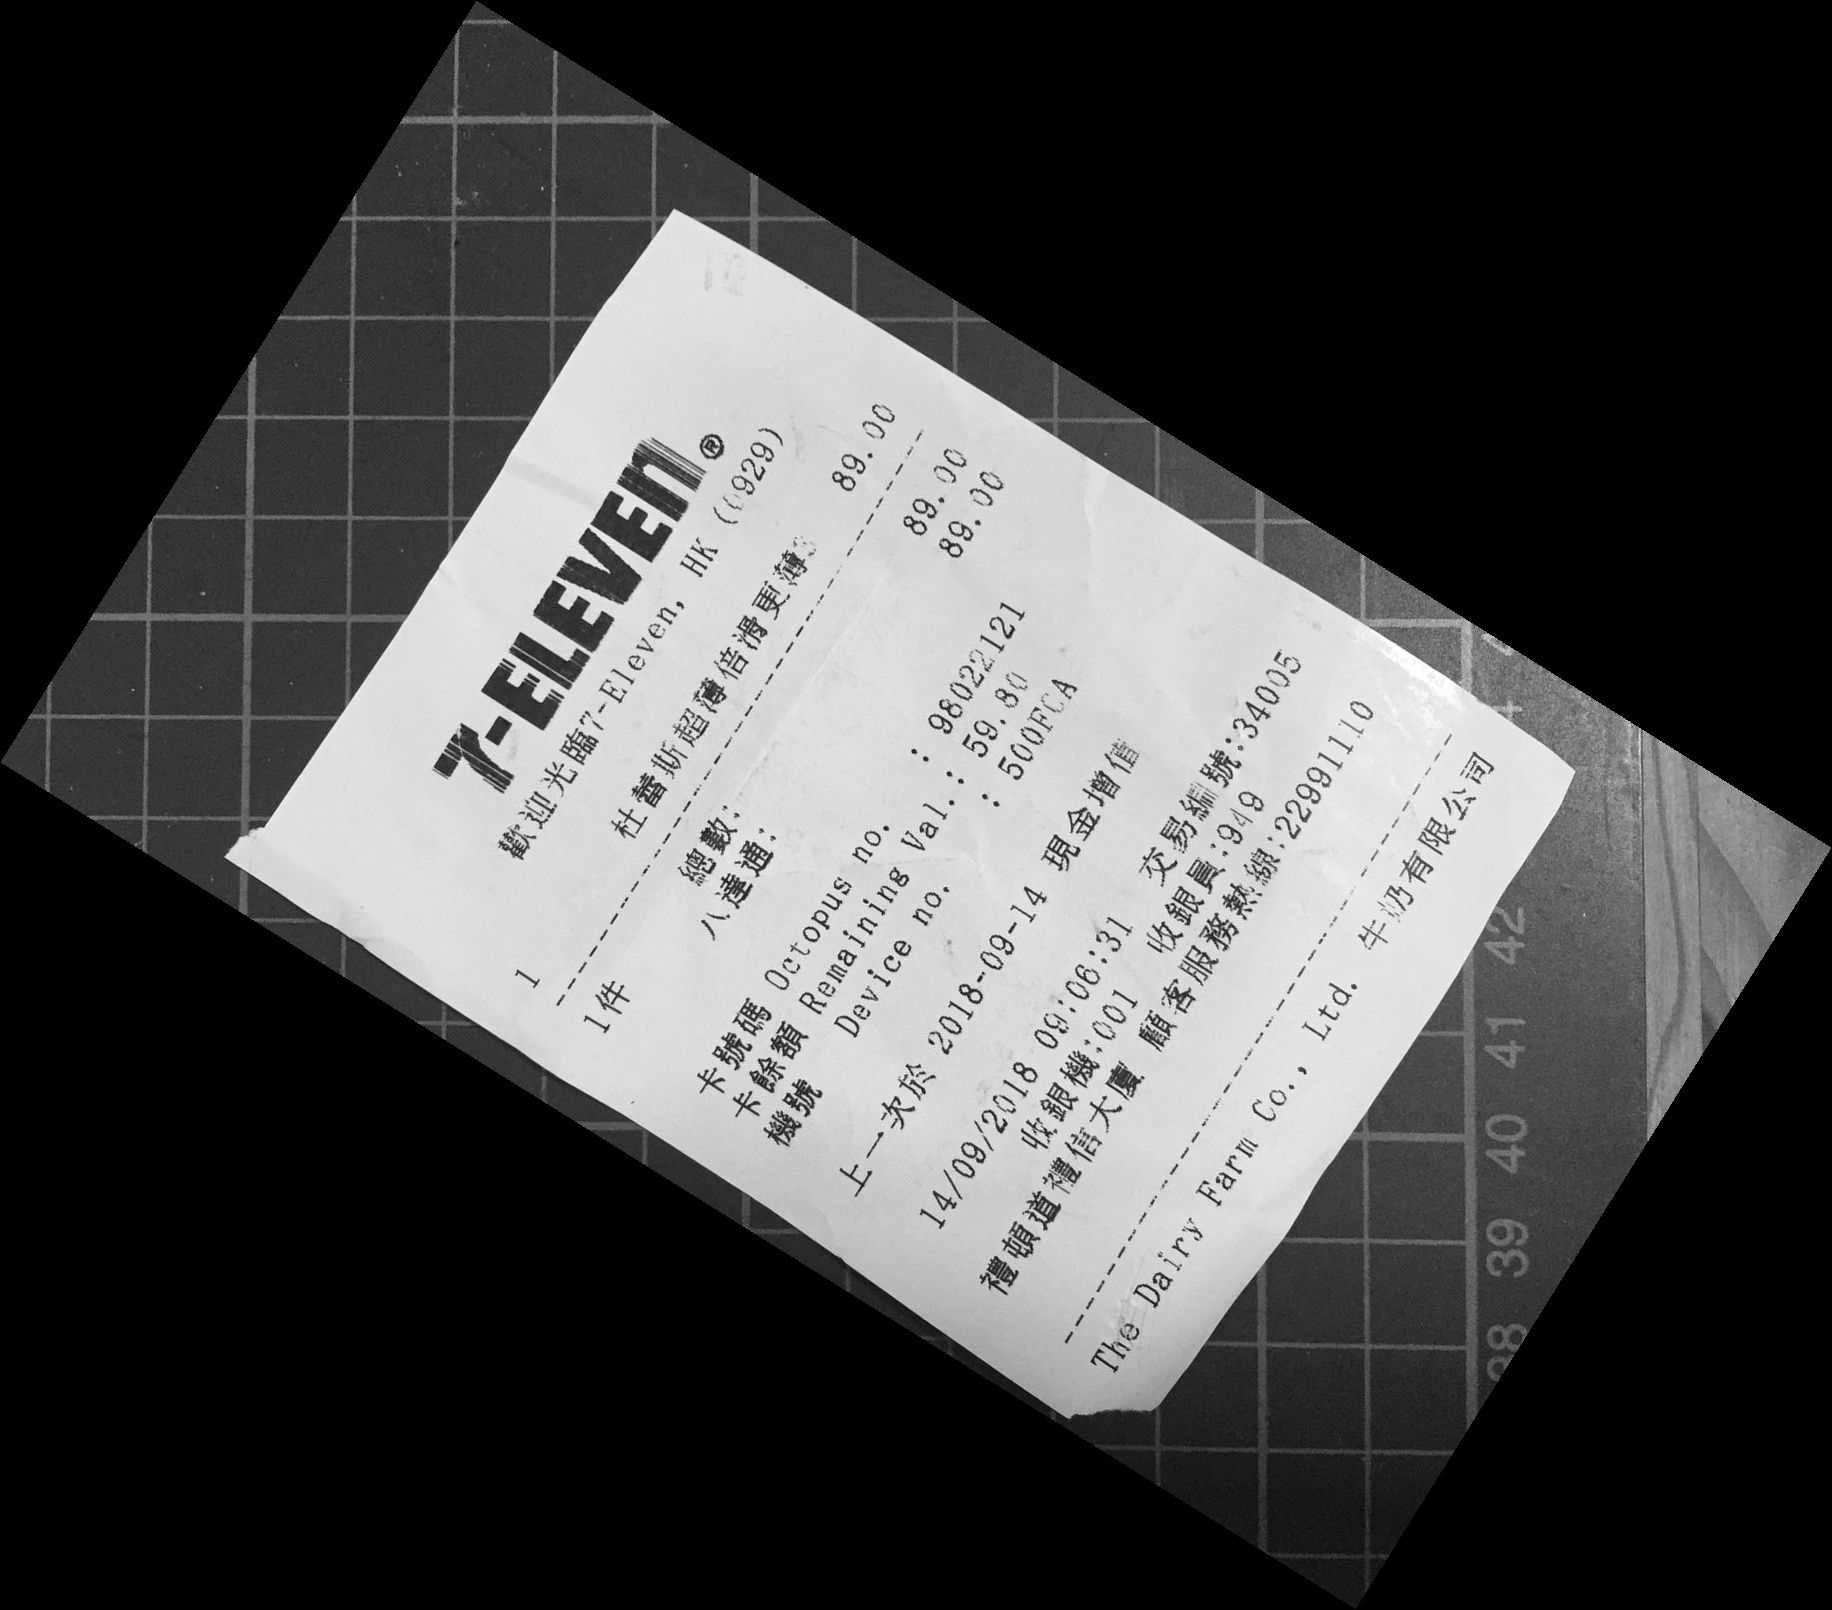 7-ELEVEN®
歡迎光臨7-Eleven, HK (0929)
1 杜蕾斯超薄倍滑更薄3 89.00
1件 總數: 89.00
八達通: 89.00
卡號碼 Octopus no. : 98022121
卡餘額 Remaining Val.: 59.80
機號 Device no. : 500FCA
上一次於 2018-09-14 現金增值
14/09/2018 09:06:31 交易編號:34005
收銀機:001 收銀員:949
禮頓道禮信大廈 顧客服務熱線:22991110
The Dairy Farm Co., Ltd. 牛奶有限公司
42
41
40
39
38